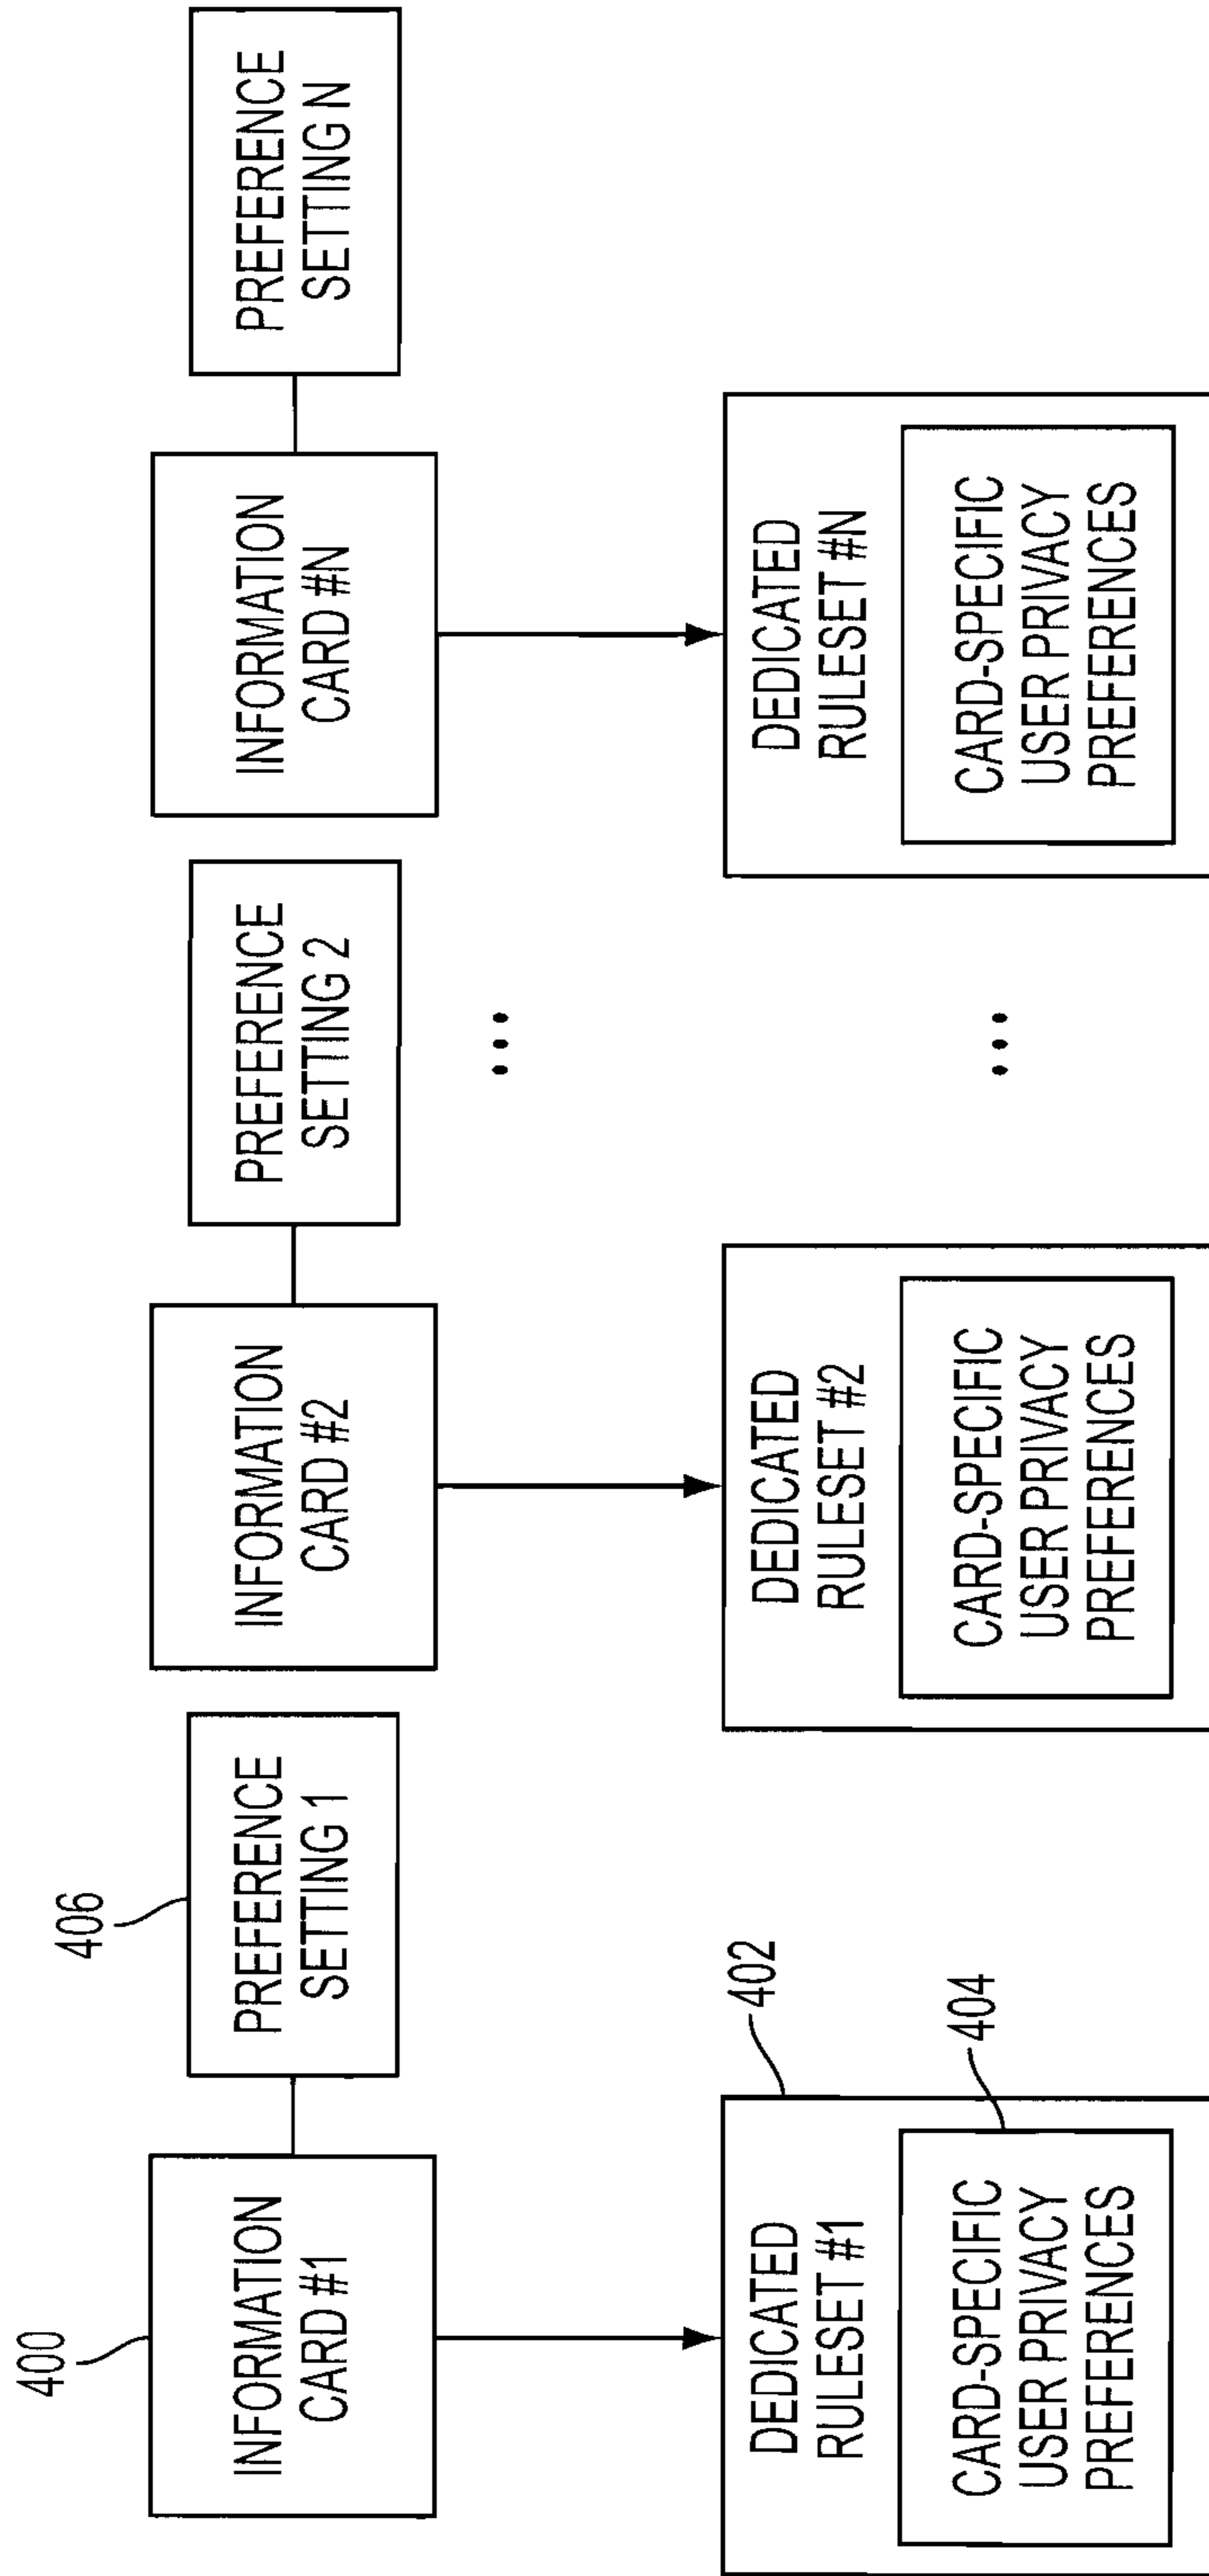 400
INFORMATION
CARD #1
406
PREFERENCE
SETTING 1
INFORMATION
CARD #2
PREFERENCE
SETTING 2
INFORMATION
CARD #N
PREFERENCE
SETTING N
...
402
DEDICATED
RULESET #1
404
CARD-SPECIFIC
USER PRIVACY
PREFERENCES
DEDICATED
RULESET #2
CARD-SPECIFIC
USER PRIVACY
PREFERENCES
...
DEDICATED
RULESET #N
CARD-SPECIFIC
USER PRIVACY
PREFERENCES